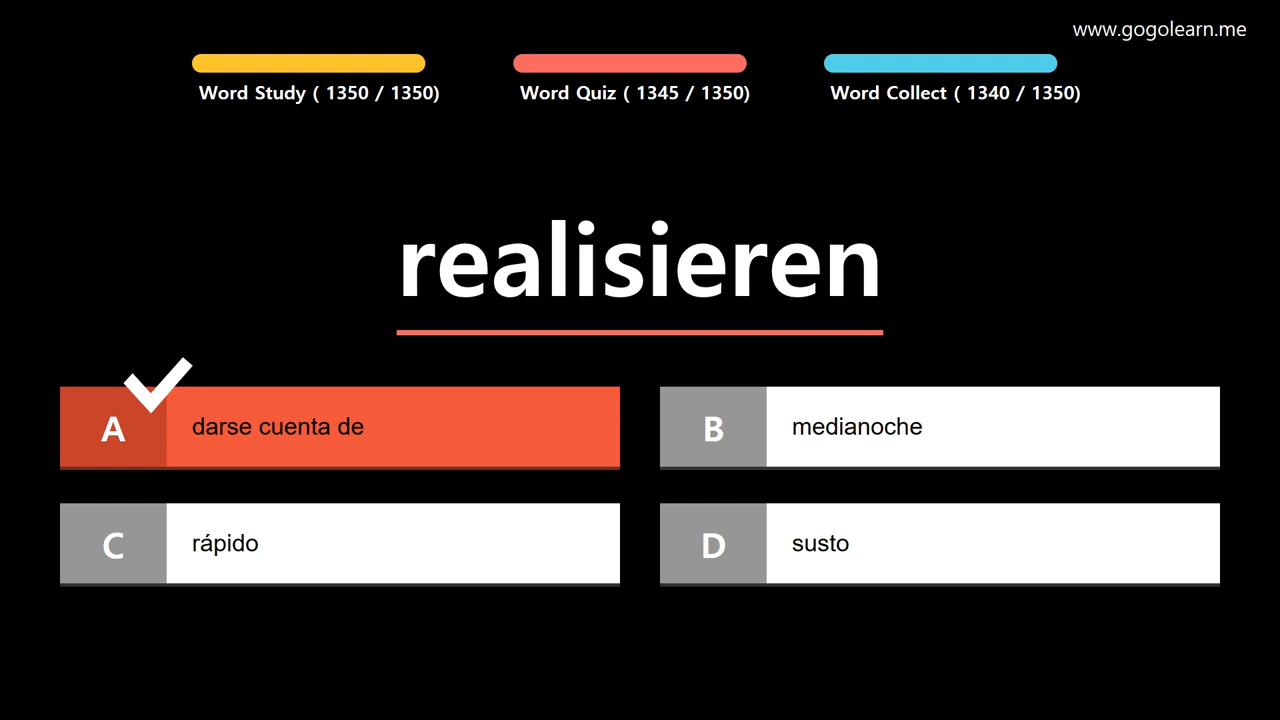 www.gogolearn.me
Word Study ( 1350 / 1350)
Word Quiz ( 1345 / 1350)
Word Collect ( 1340 / 1350)
realisieren
A
darse cuenta de
B
medianoche
C
rápido
D
susto